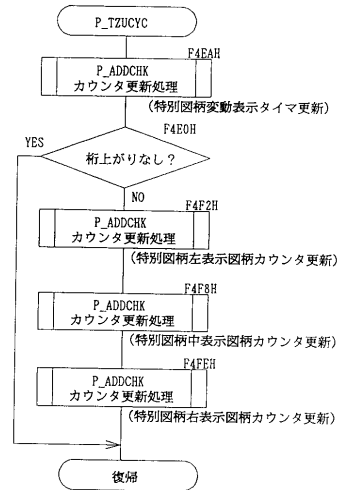 P_TZUCYC
F4EAH
P_ADDCHK
カウンタ更新処理
(特別図柄変動表示タイマ更新)
F4E0H
YES
桁上がりなし?
NO
F4F2H
P_ADDCHK
カウンタ更新処理
(特別図柄左表示図柄カウンタ更新)
F4F8H
P_ADDCHK
カウンタ更新処理
(特別図柄中表示図柄カウンタ更新)
F4FEH
P_ADDCHK
カウンタ更新処理
(特別図柄右表示図柄カウンタ更新)
復帰